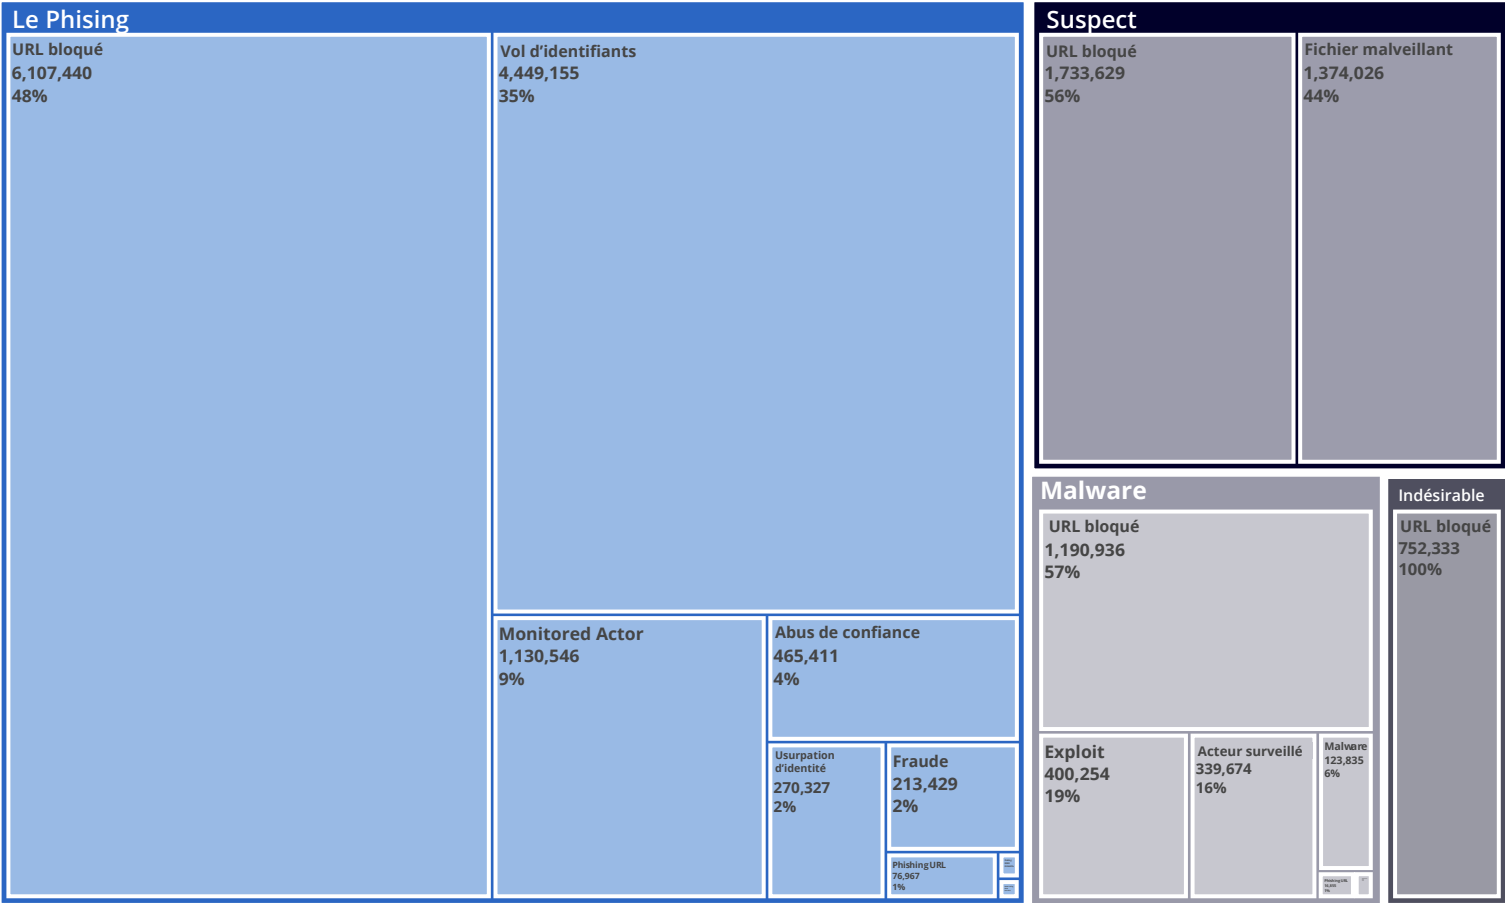 Le Phising
URL bloqué
6,107,440
48%
Vol d’identifiants
4,449,155
35%
Monitored Actor
1,130,546
9%
Abus de confiance
465,411
4%
Usurpation
d’identité
270,327
2%
Fraude
213,429
2%
Phishing URL
76,967
1%
Suspect
URL bloqué
1,733,629
56%
Fichier malveillant
1,374,026
44%
Malware
URL bloqué
1,190,936
57%
Exploit
400,254
19%
Acteur surveillé
339,674
16%
Malware
123,835
6%
Phishing URL
Indésirable
URL bloqué
752,333
100%